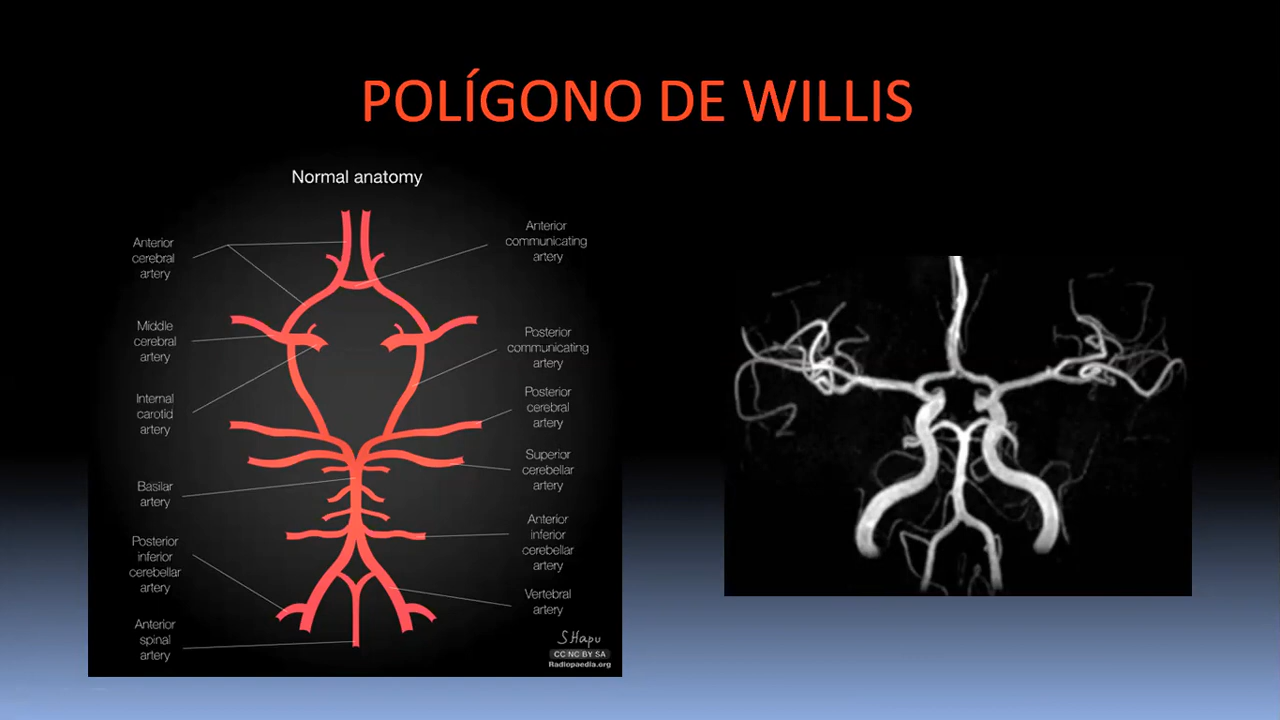 POLÍGONO DE WILLIS
Normal anatomy
Anterior
cerebral
artery
Middle
cerebral
artery
Internal
carotid
artery
Basilar
artery
Posterior
inferior
cerebellar
artery
Anterior
spinal
artery
Anterior
communicating
artery
Posterior
communicating
artery
Posterior
cerebral
artery
Superior
cerebellar
artery
Anterior
inferior
cerebellar
artery
Vertebral
artery
SHapu
CC NC BY SA
Radiopaedia.org